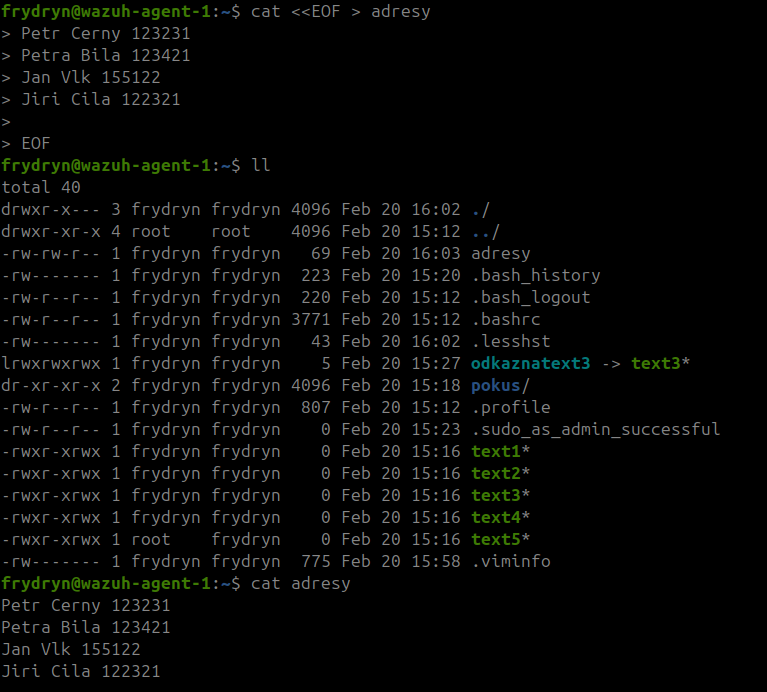 frydryn@wazuh-agent-1:~$ cat <<EOF > adresy
> Petr Cerny 123231
> Petra Bila 123421
> Jan Vlk 155122
> Jiri Cila 122321
>
> EOF
frydryn@wazuh-agent-1:~$ ll
total 40
drwxr-x--- 3 frydryn frydryn 4096 Feb 20 16:02 ./
drwxr-xr-x 4 root    root    4096 Feb 20 15:12 ../
-rw-rw-r-- 1 frydryn frydryn   69 Feb 20 16:03 adresy
-rw------- 1 frydryn frydryn  223 Feb 20 15:20 .bash_history
-rw-r--r-- 1 frydryn frydryn  220 Feb 20 15:12 .bash_logout
-rw-r--r-- 1 frydryn frydryn 3771 Feb 20 15:12 .bashrc
-rw------- 1 frydryn frydryn   43 Feb 20 16:02 .lesshst
lrwxrwxrwx 1 frydryn frydryn    5 Feb 20 15:27 odkaznatext3 -> text3*
dr-xr-xr-x 2 frydryn frydryn 4096 Feb 20 15:18 pokus/
-rw-r--r-- 1 frydryn frydryn  807 Feb 20 15:12 .profile
-rw-r--r-- 1 frydryn frydryn    0 Feb 20 15:23 .sudo_as_admin_successful
-rwxr-xrwx 1 frydryn frydryn    0 Feb 20 15:16 text1*
-rwxr-xrwx 1 frydryn frydryn    0 Feb 20 15:16 text2*
-rwxr-xrwx 1 frydryn frydryn    0 Feb 20 15:16 text3*
-rwxr-xrwx 1 frydryn frydryn    0 Feb 20 15:16 text4*
-rwxr-xrwx 1 root    frydryn    0 Feb 20 15:16 text5*
-rw------- 1 frydryn frydryn  775 Feb 20 15:58 .viminfo
frydryn@wazuh-agent-1:~$ cat adresy
Petr Cerny 123231
Petra Bila 123421
Jan Vlk 155122
Jiri Cila 122321